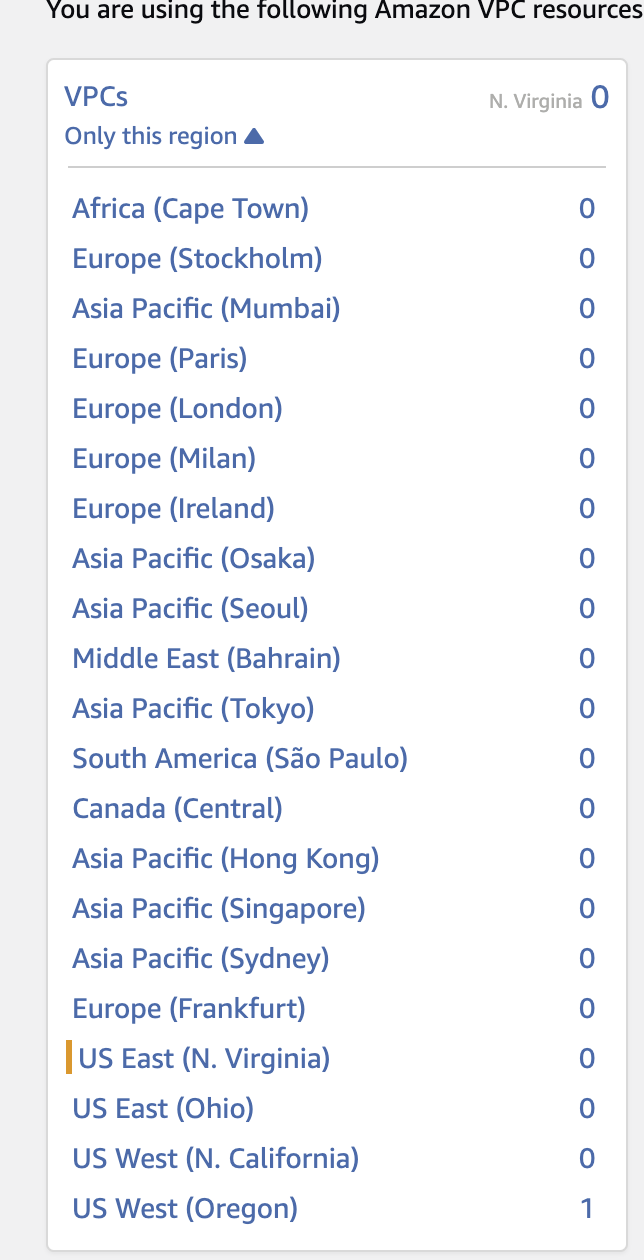 You are using the following Amazon VPC resources
VPCs N. Virginia 0
Only this region ▲
Africa (Cape Town) 0
Europe (Stockholm) 0
Asia Pacific (Mumbai) 0
Europe (Paris) 0
Europe (London) 0
Europe (Milan) 0
Europe (Ireland) 0
Asia Pacific (Osaka) 0
Asia Pacific (Seoul) 0
Middle East (Bahrain) 0
Asia Pacific (Tokyo) 0
South America (São Paulo) 0
Canada (Central) 0
Asia Pacific (Hong Kong) 0
Asia Pacific (Singapore) 0
Asia Pacific (Sydney) 0
Europe (Frankfurt) 0
US East (N. Virginia) 0
US East (Ohio) 0
US West (N. California) 0
US West (Oregon) 1